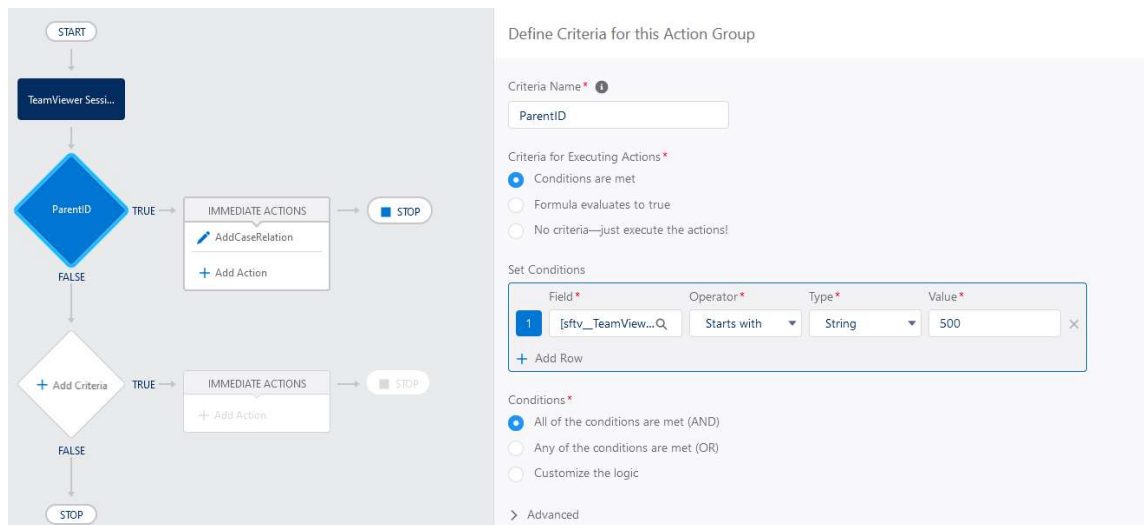 START
TeamViewer Sessi...
ParentID
TRUE
IMMEDIATE ACTIONS
STOP
AddCaseRelation
+ Add Action
FALSE
+ Add Criteria
TRUE
IMMEDIATE ACTIONS
STOP
+ Add Action
FALSE
STOP
Define Criteria for this Action Group
Criteria Name*
ParentID
Criteria for Executing Actions*
Conditions are met
Formula evaluates to true
No criteria—just execute the actions!
Set Conditions
Field* Operator* Type* Value*
1 [sftv__TeamView... Starts with String 500
+ Add Row
Conditions*
All of the conditions are met (AND)
Any of the conditions are met (OR)
Customize the logic
Advanced